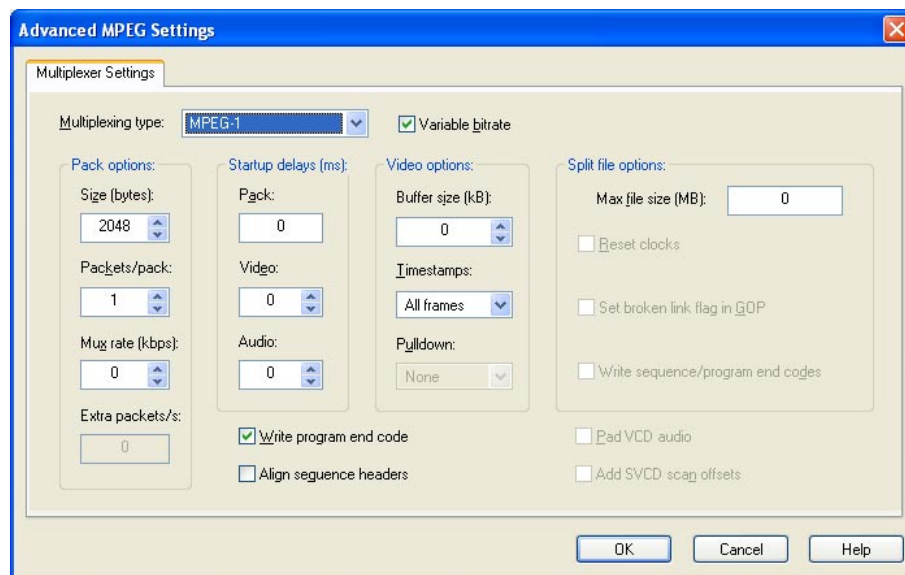 Advanced MPEG Settings
Multiplexer Settings
Multiplexing type: MPEG-1 Variable bitrate
Pack options:
Size (bytes):
2048
Packets/pack:
1
Mux rate (kbps):
0
Extra packets/s:
0
Startup delays (ms):
Pack:
0
Video:
0
Audio:
0
Video options:
Buffer size (kB):
0
Timestamps:
All frames
Pulldown:
None
Split file options:
Max file size (MB): 0
Reset clocks
Set broken link flag in GOP
Write sequence/program end codes
Write program end code
Align sequence headers
Pad VCD audio
Add SVCD scan offsets
OK Cancel Help